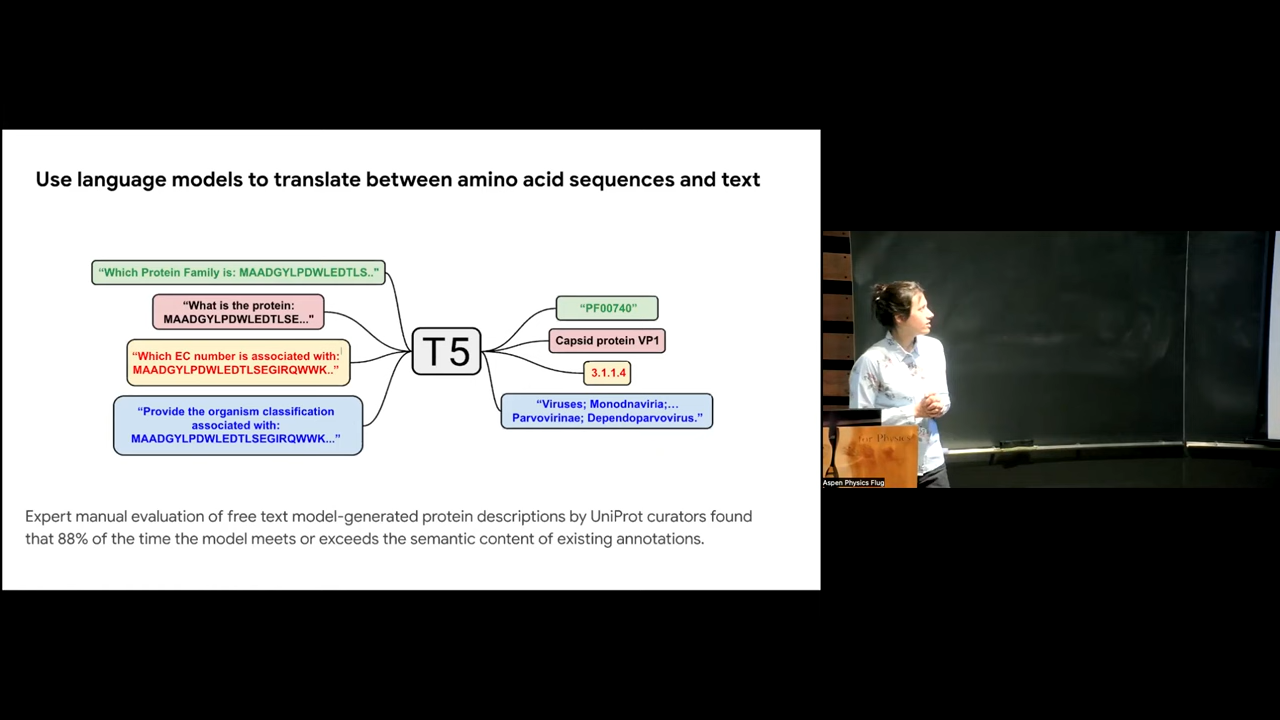 Use language models to translate between amino acid sequences and text
“Which Protein Family is: MAADGYLPDWLEDTLS..”
“What is the protein:
MAADGYLPDWLEDTLSE...”
“Which EC number is associated with:
MAADGYLPDWLEDTLSEGIRQWWK..”
“Provide the organism classification
associated with:
MAADGYLPDWLEDTLSEGIRQWWK...”
T5
“PF00740”
Capsid protein VP1
3.1.1.4
“Viruses; Monodnaviria;...
Parvovirinae; Dependoparvovirus.”
Expert manual evaluation of free text model-generated protein descriptions by UniProt curators found
that 88% of the time the model meets or exceeds the semantic content of existing annotations.
for Physics
Aspen Physics Flug